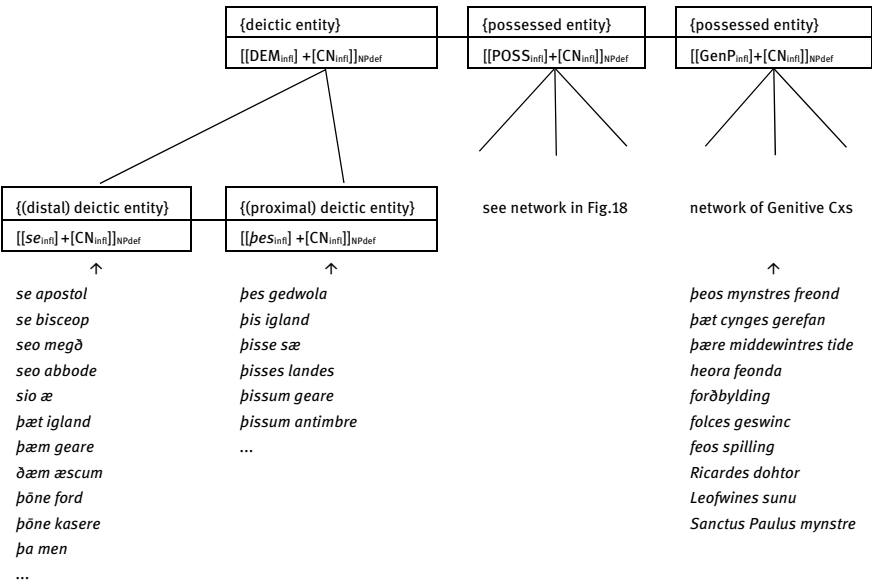 {deictic entity}
[[DEMinfl] +[CNinfl]]NPdef
{possessed entity}
[[POSSinfl]+[CNinfl]]NPdef
{possessed entity}
[[GenPinfl]+[CNinfl]]NPdef
{(distal) deictic entity}
[[seinfl] +[CNinfl]]NPdef
{(proximal) deictic entity}
[[þesinfl] +[CNinfl]]NPdef
see network in Fig.18
network of Genitive Cxs
↑
se apostol
se bisceop
seo megð
seo abbode
sio æ
þæt igland
þæm geare
ðæm æscum
þōne ford
þōne kasere
þa men
...
↑
þes gedwola
þis igland
þisse sæ
þisses landes
þissum geare
þissum antimbre
...
↑
þeos mynstres freond
þæt cynges gerefan
þære middewintres tide
heora feonda
forðbylding
folces geswinc
feos spilling
Ricardes dohtor
Leofwines sunu
Sanctus Paulus mynstre